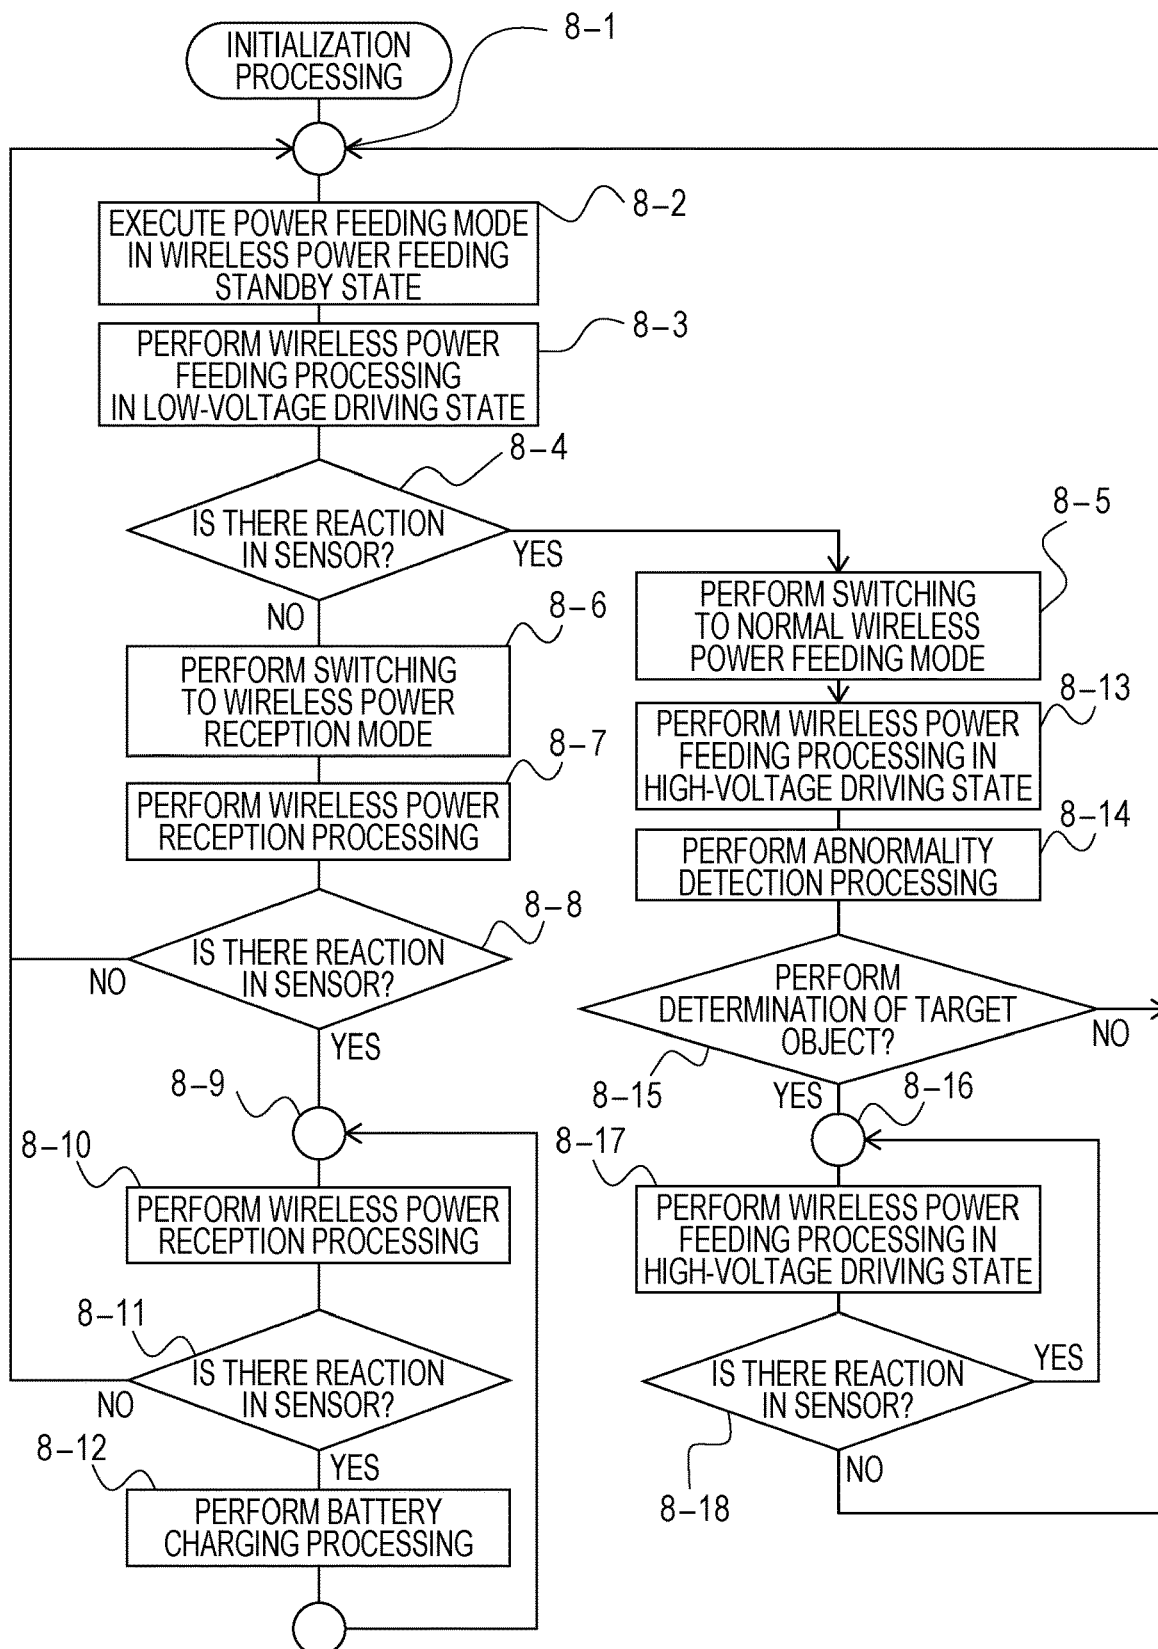 8-1
INITIALIZATION
PROCESSING
8-2
EXECUTE POWER FEEDING MODE
IN WIRELESS POWER FEEDING
STANDBY STATE
8-3
PERFORM WIRELESS POWER
FEEDING PROCESSING
IN LOW-VOLTAGE DRIVING STATE
8-4
IS THERE REACTION
IN SENSOR?
YES
NO
8-5
PERFORM SWITCHING
TO NORMAL WIRELESS
POWER FEEDING MODE
8-6
PERFORM SWITCHING
TO WIRELESS POWER
RECEPTION MODE
8-7
PERFORM WIRELESS POWER
RECEPTION PROCESSING
8-8
IS THERE REACTION
IN SENSOR?
NO
YES
8-9
8-10
PERFORM WIRELESS POWER
RECEPTION PROCESSING
8-11
IS THERE REACTION
IN SENSOR?
NO
YES
8-12
PERFORM BATTERY
CHARGING PROCESSING
8-13
PERFORM WIRELESS POWER
FEEDING PROCESSING IN
HIGH-VOLTAGE DRIVING STATE
8-14
PERFORM ABNORMALITY
DETECTION PROCESSING
PERFORM
DETERMINATION OF TARGET
OBJECT?
NO
8-15
YES
8-16
8-17
PERFORM WIRELESS POWER
FEEDING PROCESSING IN
HIGH-VOLTAGE DRIVING STATE
IS THERE REACTION
IN SENSOR?
YES
NO
8-18